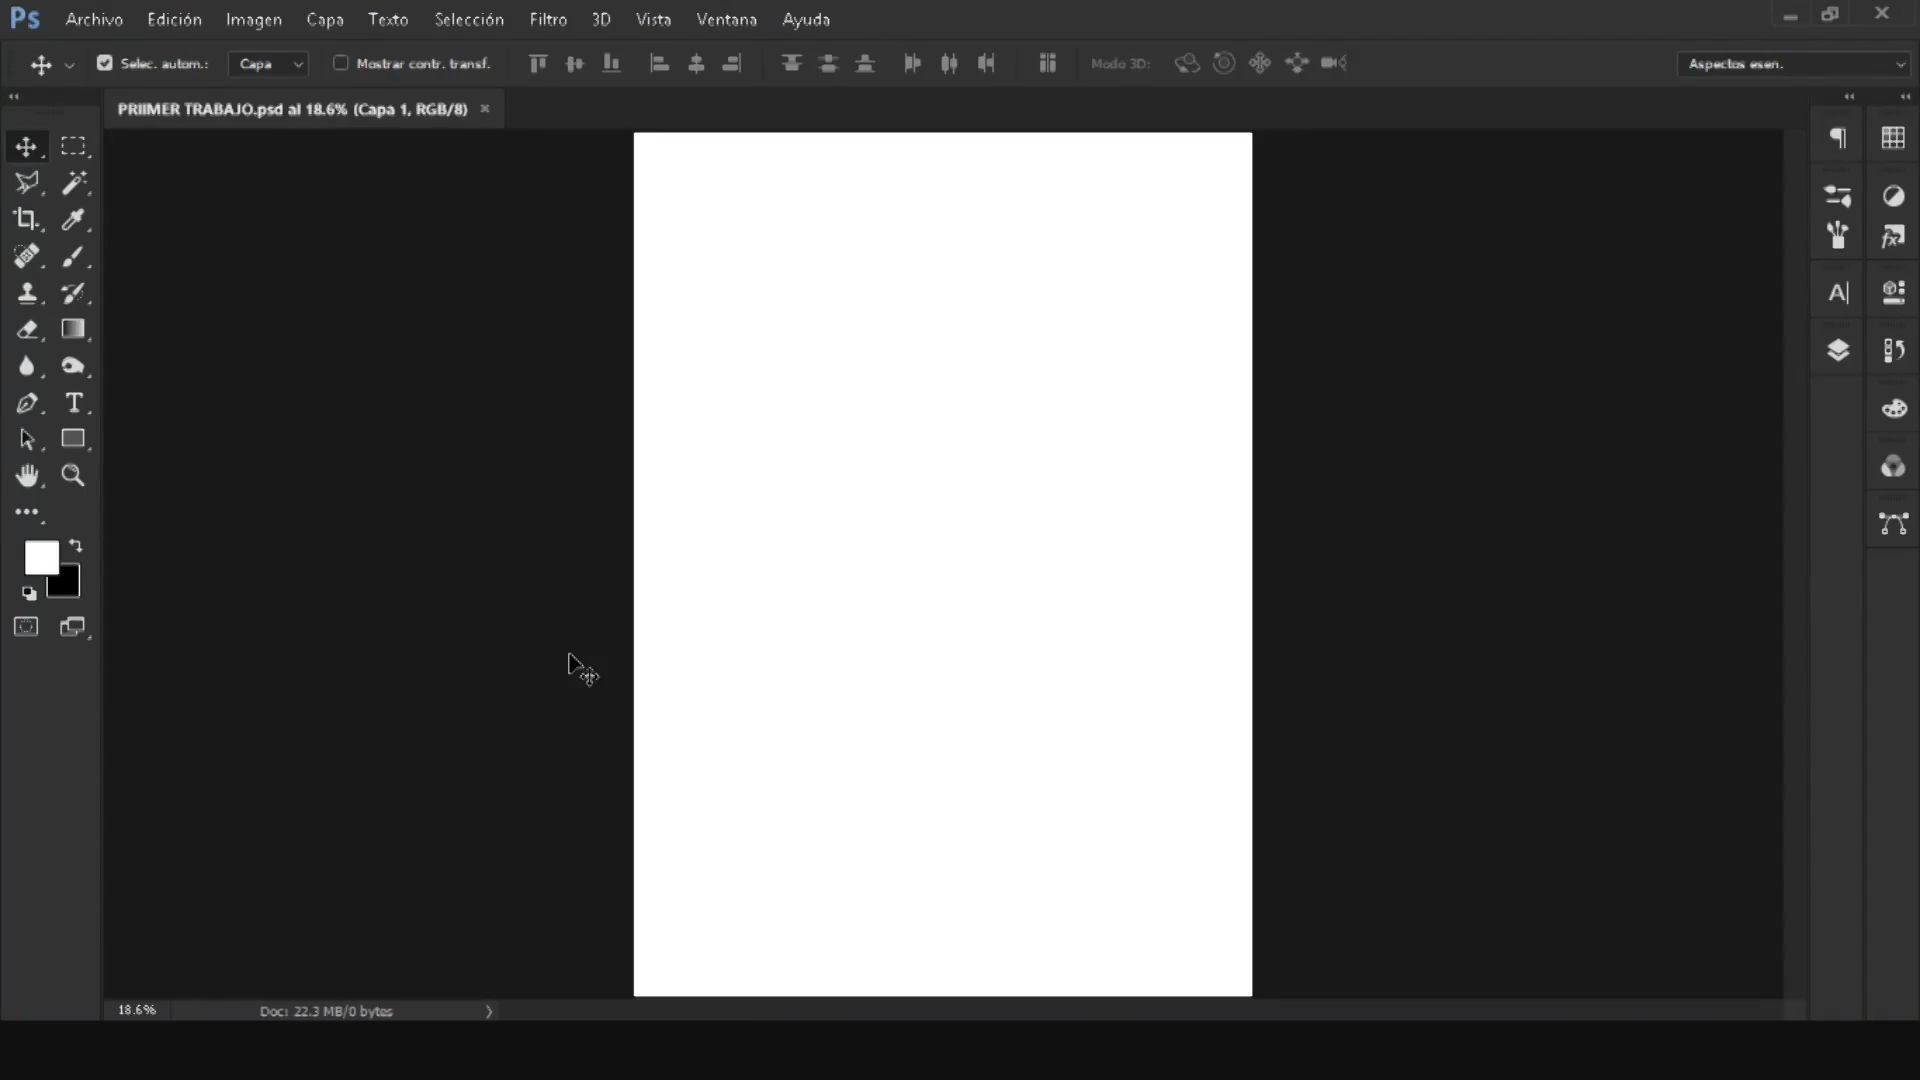 Ps Archivo Edición Imagen Capa Texto Selección Filtro 3D Vista Ventana Ayuda
Selec. autom.: Capa Mostrar contr. transf. Modo 3D: Aspectos esen.
PRIIMER TRABAJO.psd al 18.6% (Capa 1, RGB/8) ×
18.6% Doc: 22.3 MB/0 bytes